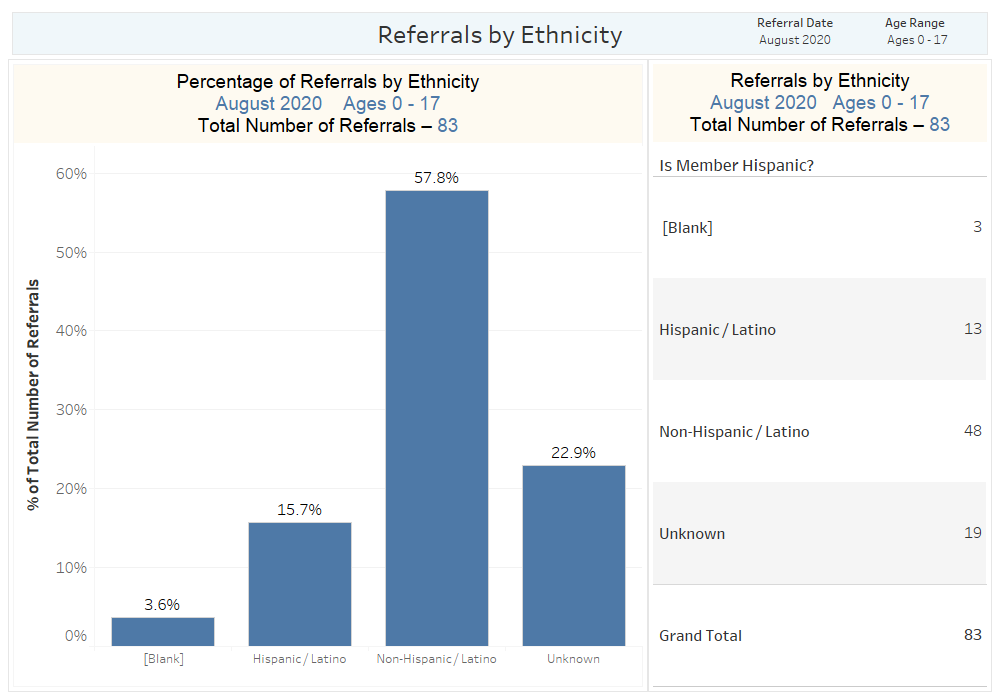 Referrals by Ethnicity
Referral Date
August 2020
Age Range
Ages 0 - 17
Percentage of Referrals by Ethnicity
August 2020 Ages 0 - 17
Total Number of Referrals – 83
% of Total Number of Referrals
60%
50%
40%
30%
20%
10%
0%
3.6%
15.7%
57.8%
22.9%
[Blank]
Hispanic / Latino
Non-Hispanic / Latino
Unknown
Referrals by Ethnicity
August 2020 Ages 0 - 17
Total Number of Referrals – 83
Is Member Hispanic?
[Blank] 3
Hispanic / Latino 13
Non-Hispanic / Latino 48
Unknown 19
Grand Total 83